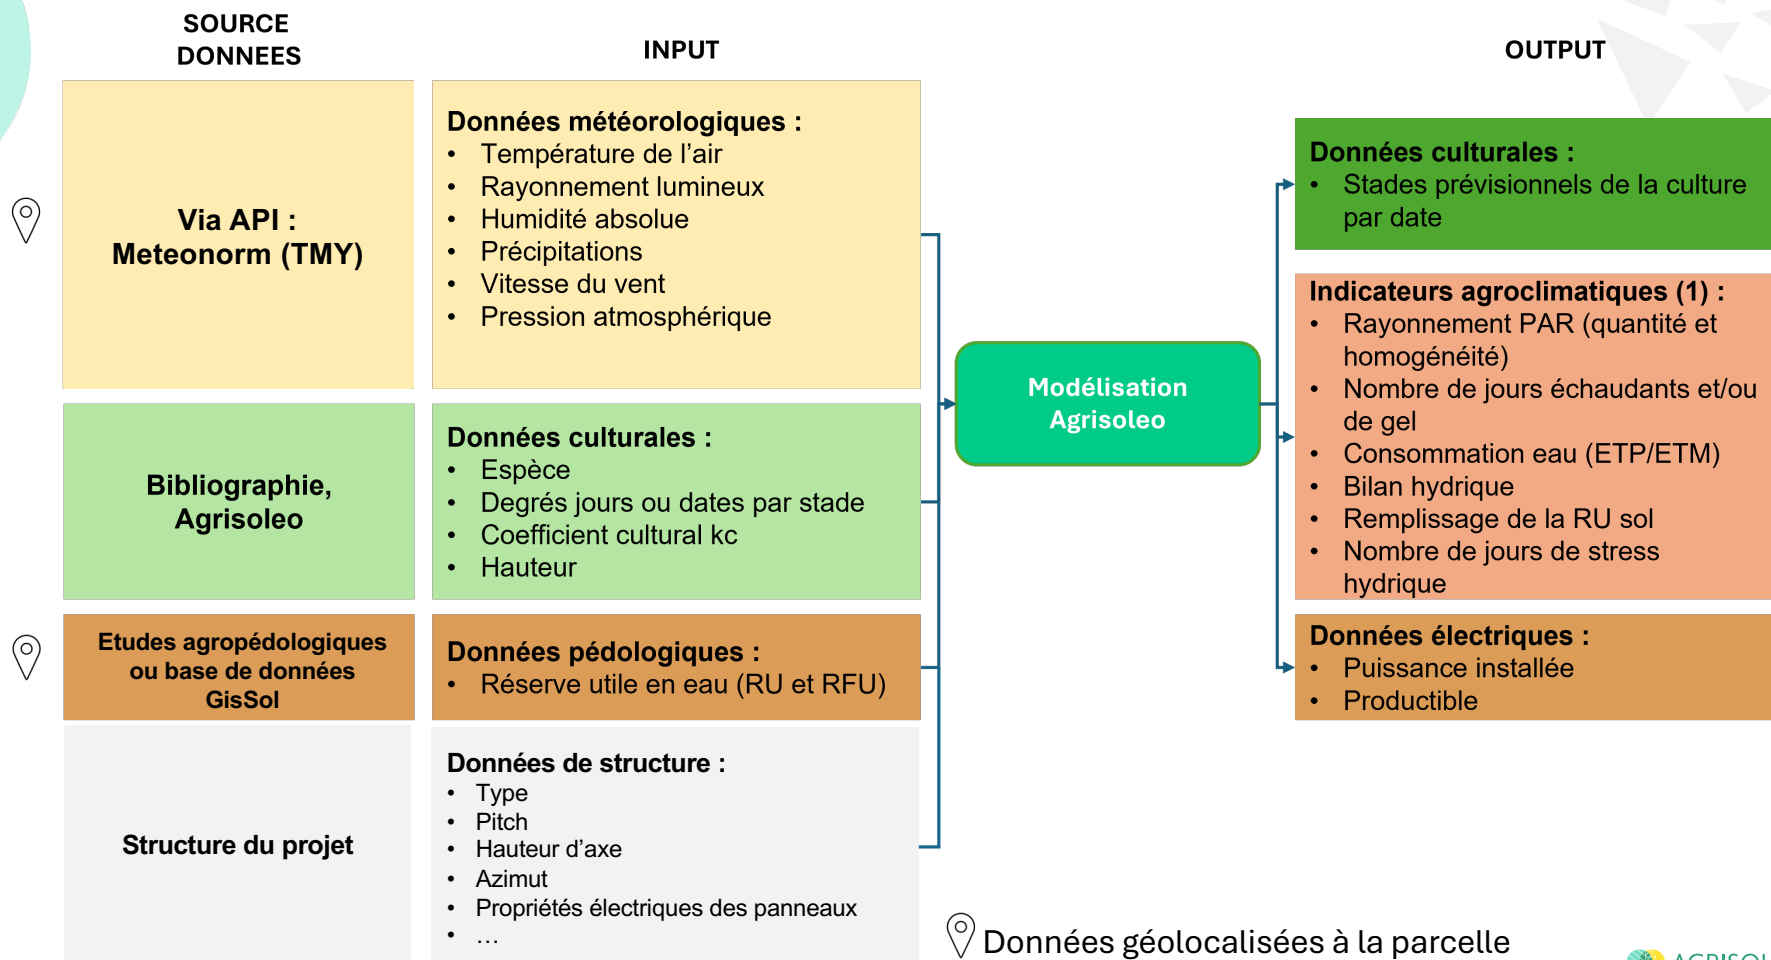 SOURCE
DONNEES
INPUT
OUTPUT
Via API :
Meteonorm (TMY)
Données météorologiques :
• Température de l'air
• Rayonnement lumineux
• Humidité absolue
• Précipitations
• Vitesse du vent
• Pression atmosphérique
Bibliographie,
Agrisoleo
Données culturales :
• Espèce
• Degrés jours ou dates par stade
• Coefficient cultural kc
• Hauteur
Etudes agropédologiques
ou base de données
GisSol
Données pédologiques :
• Réserve utile en eau (RU et RFU)
Structure du projet
Données de structure :
• Type
• Pitch
• Hauteur d'axe
• Azimut
• Propriétés électriques des panneaux
• …
Modélisation
Agrisoleo
Données culturales :
• Stades prévisionnels de la culture
par date
Indicateurs agroclimatiques (1) :
• Rayonnement PAR (quantité et
homogénéité)
• Nombre de jours échaudants et/ou
de gel
• Consommation eau (ETP/ETM)
• Bilan hydrique
• Remplissage de la RU sol
• Nombre de jours de stress
hydrique
Données électriques :
• Puissance installée
• Productible
Données géolocalisées à la parcelle